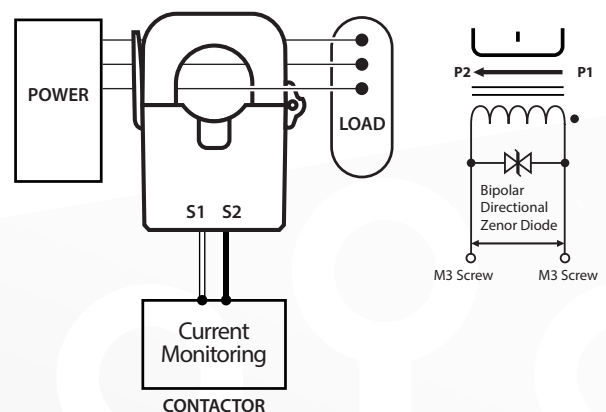 POWER
LOAD
S1 S2
Current
Monitoring
CONTACTOR
P2 P1
Bipolar
Directional
Zenor Diode
M3 Screw M3 Screw